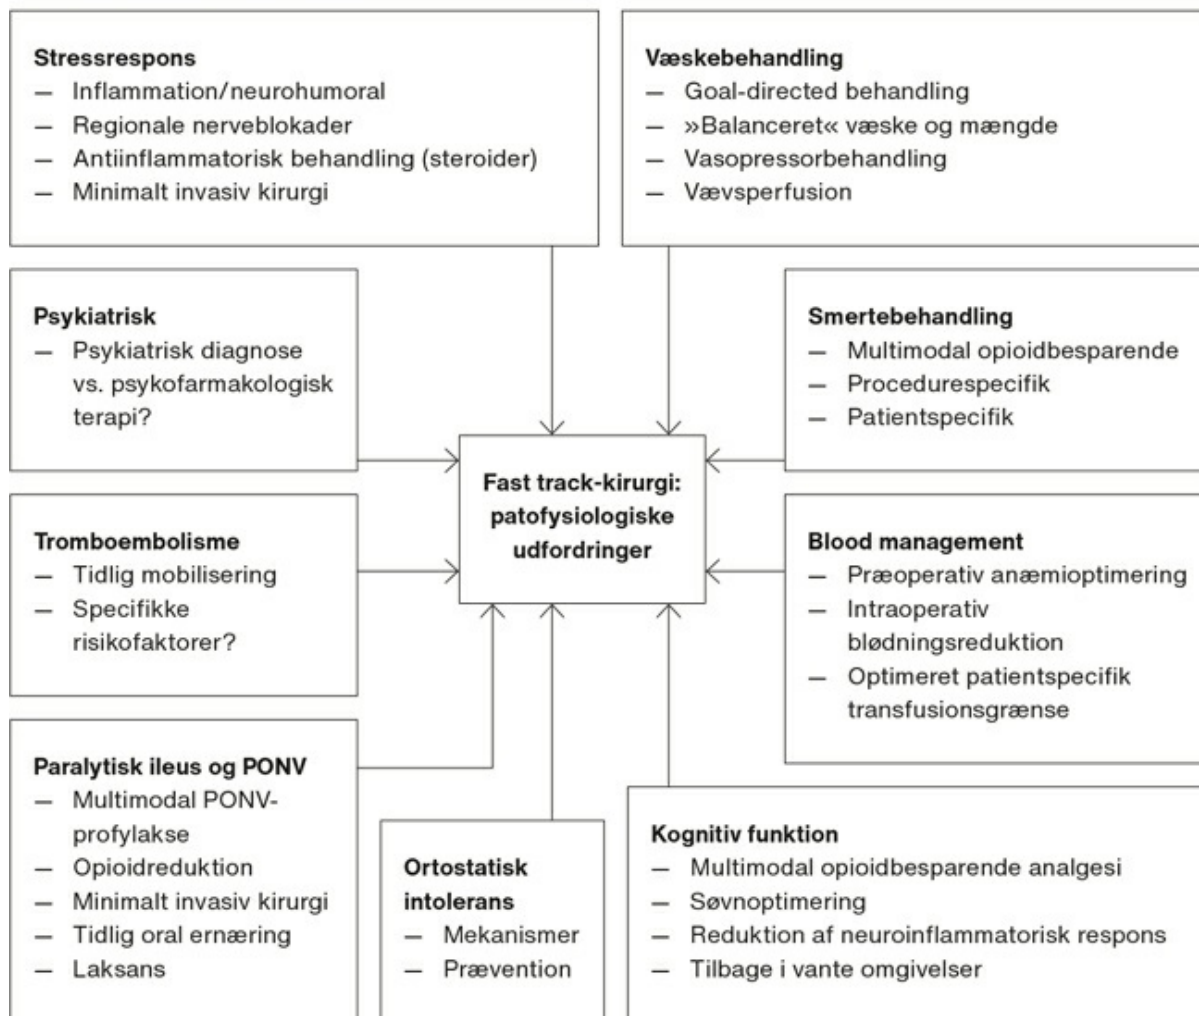 Stressrespons
— Inflammation/neurohumoral
— Regionale nerveblokader
— Antiinflammatorisk behandling (steroider)
— Minimalt invasiv kirurgi
Væskebehandling
— Goal-directed behandling
— »Balanceret« væske og mængde
— Vasopressorbehandling
— Vævsperfusion
Psykiatrisk
— Psykiatrisk diagnose
vs. psykofarmakologisk
terapi?
Smertebehandling
— Multimodal opioidbesparende
— Procedurespecifik
— Patientspecifik
Fast track-kirurgi:
patofysiologiske
udfordringer
Tromboembolisme
— Tidlig mobilisering
— Specifikke
risikofaktorer?
Blood management
— Præoperativ anæmioptimering
— Intraoperativ
blødningsreduktion
— Optimeret patientspecifik
transfusionsgrænse
Paralytisk ileus og PONV
— Multimodal PONV-
profylakse
— Opioidreduktion
— Minimalt invasiv kirurgi
— Tidlig oral ernæring
— Laksans
Ortostatisk
intolerans
— Mekanismer
— Prævention
Kognitiv funktion
— Multimodal opioidbesparende analgesi
— Søvnoptimering
— Reduktion af neuroinflammatorisk respons
— Tilbage i vante omgivelser